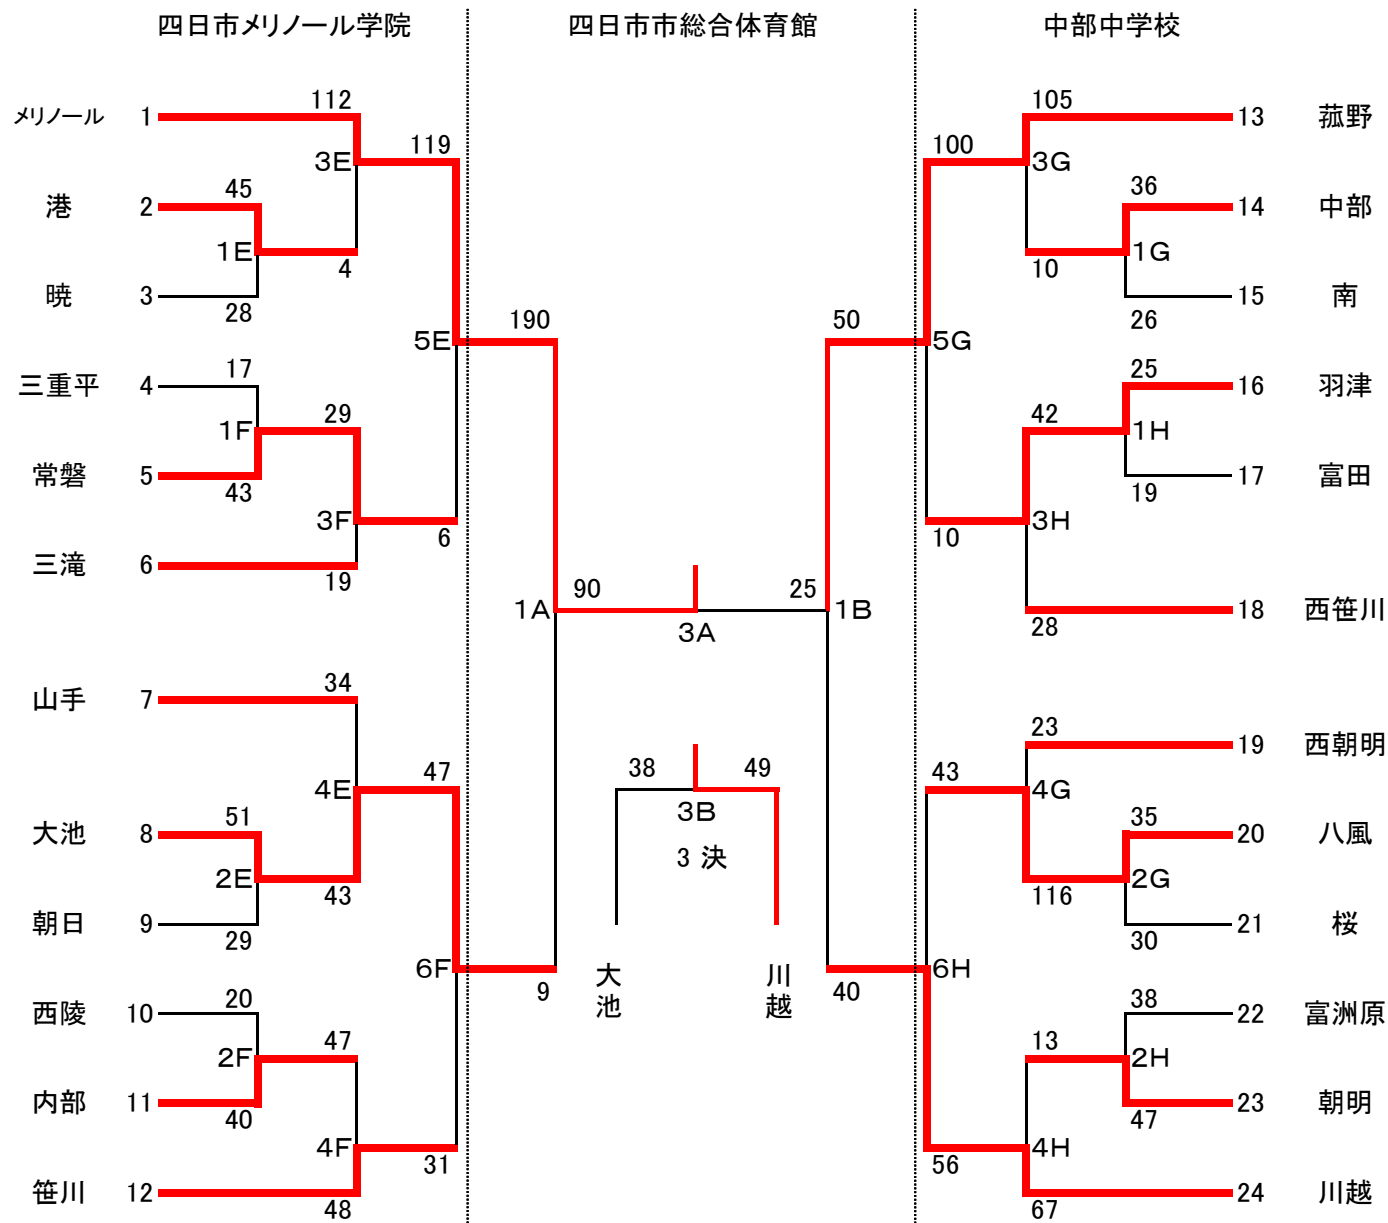 四日市メリノール学院 四日市市総合体育館 中部中学校
112 105
メリノール 1 13 菰野
119 100
3E 3G
45 36
港 2 14 中部
1E 1G
4 10
暁 3 15 南
28 26
190 50
5E 5G
17 25
三重平 4 16 羽津
29 42
1F 1H
常磐 5 17 富田
43 19
3F 3H
6 10
三滝 6
19
90 25
1A 1B 18 西笹川
3A
28
34
山手 7
23
19 西朝明
38 49
47 43
4E 4G
3B
51 35
大池 8 20 八風
3 決
2E 2G
43 116
朝日 9 21 桜
29 30
6F 6H
大池 川越
9 40
20 38
西陵 10 22 富洲原
47 13
2F 2H
内部 11 23 朝明
40 47
4F 4H
31 56
笹川 12 24 川越
48 67